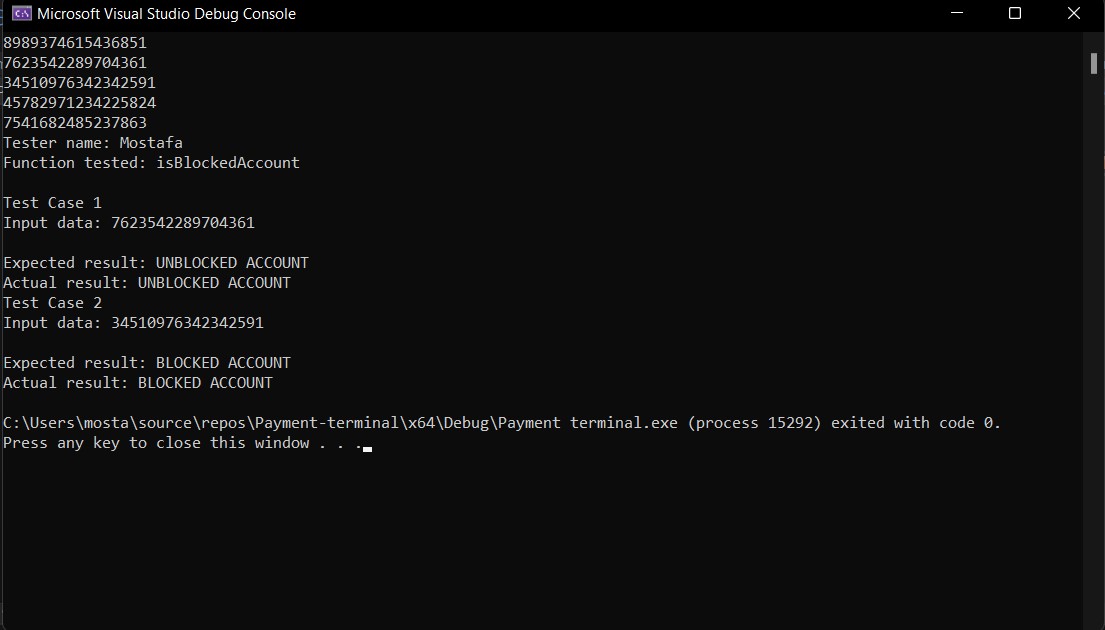 Microsoft Visual Studio Debug Console
8989374615436851
7623542289704361
34510976342342591
45782971234225824
7541682485237863
Tester name: Mostafa
Function tested: isBlockedAccount
Test Case 1
Input data: 7623542289704361
Expected result: UNBLOCKED ACCOUNT
Actual result: UNBLOCKED ACCOUNT
Test Case 2
Input data: 34510976342342591
Expected result: BLOCKED ACCOUNT
Actual result: BLOCKED ACCOUNT
C:\Users\mosta\source\repos\Payment-terminal\x64\Debug\Payment terminal.exe (process 15292) exited with code 0.
Press any key to close this window . . .